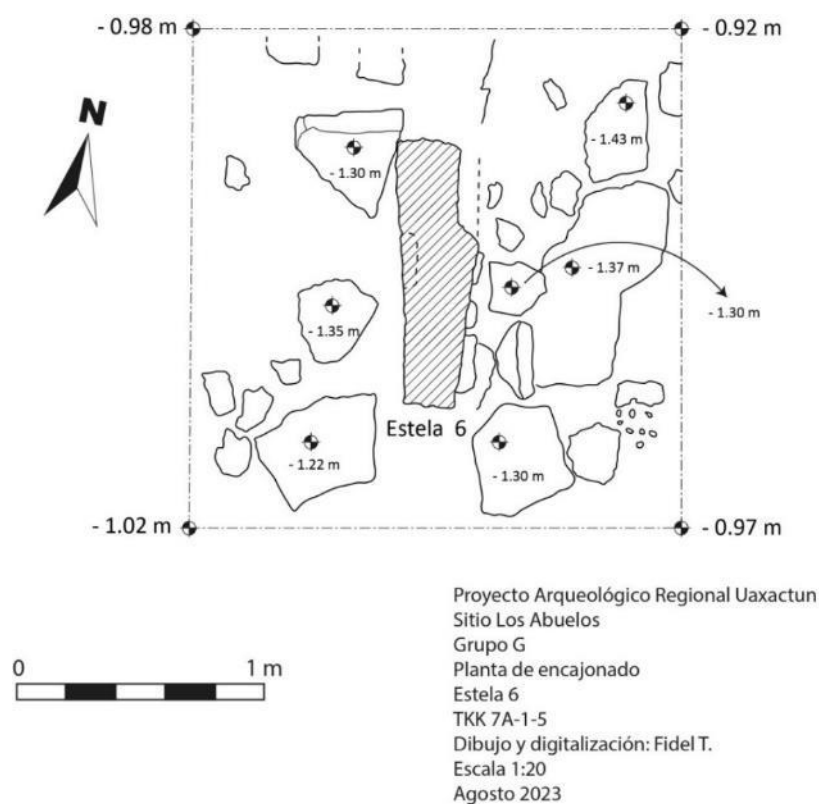 - 0.98 m
- 0.92 m
N
- 1.43 m
- 1.30 m
- 1.37 m
- 1.30 m
- 1.35 m
Estela 6
- 1.22 m
- 1.30 m
- 1.02 m
- 0.97 m
Proyecto Arqueológico Regional Uaxactun
Sitio Los Abuelos
Grupo G
Planta de encajonado
Estela 6
TKK 7A-1-5
Dibujo y digitalización: Fidel T.
Escala 1:20
Agosto 2023
0 1 m